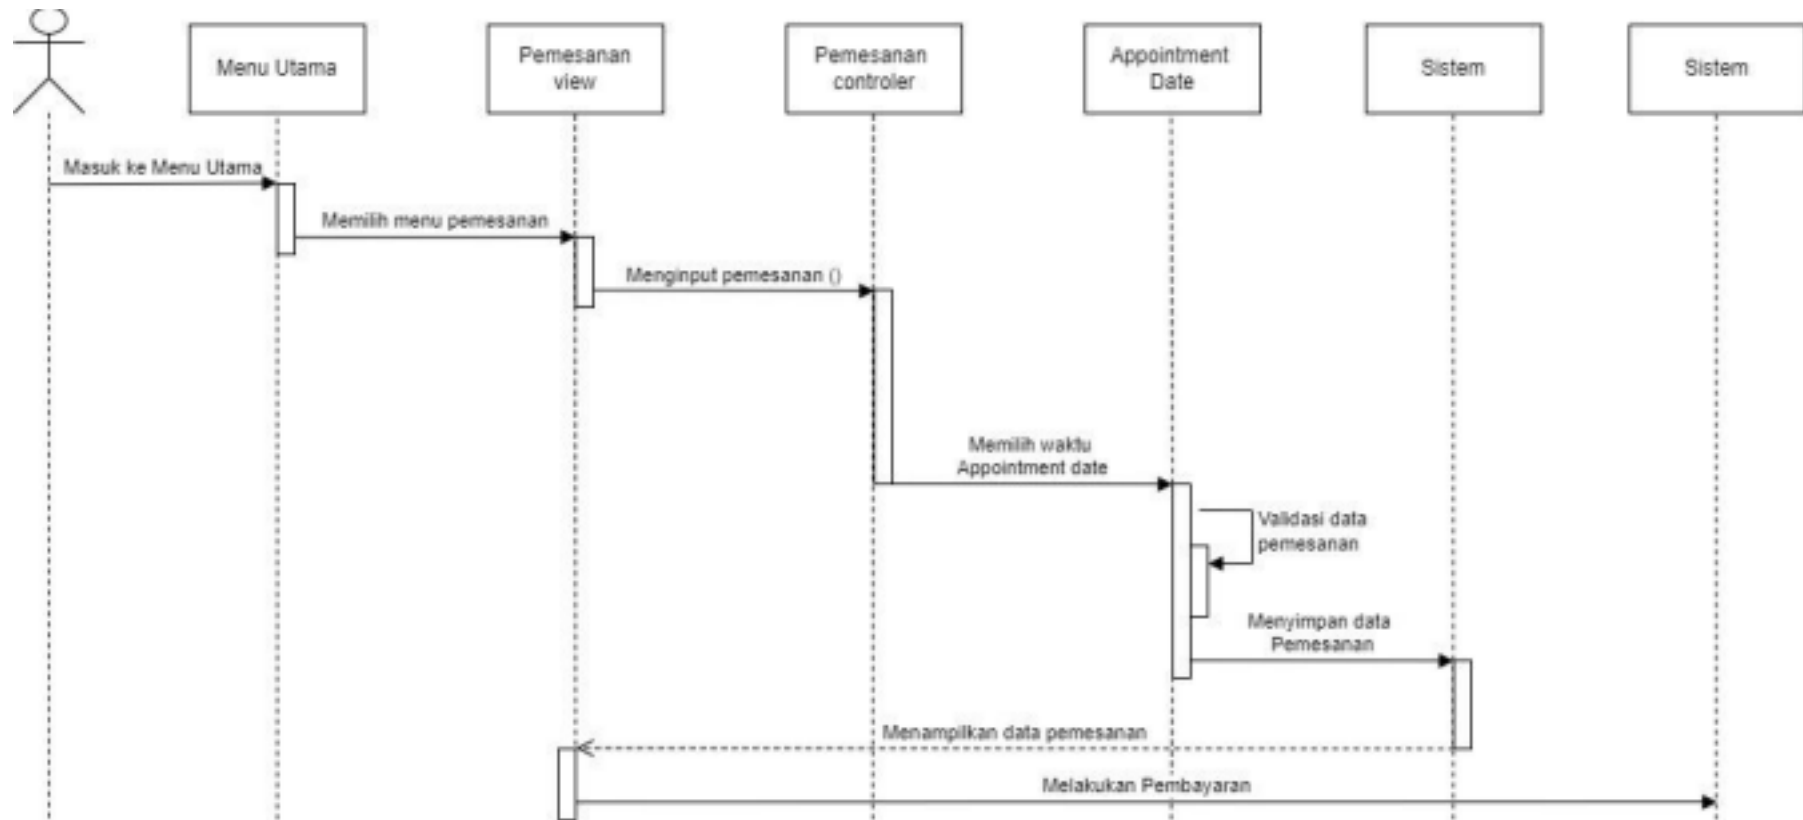 Menu Utama
Pemesanan
view
Pemesanan
controler
Appointment
Date
Sistem
Sistem
Masuk ke Menu Utama
Memilih menu pemesanan
Menginput pemesanan ()
Memilih waktu
Appointment date
Validasi data
pemesanan
Menyimpan data
Pemesanan
Menampilkan data pemesanan
Melakukan Pembayaran